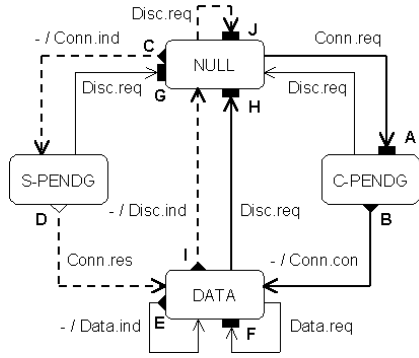 Disc.req
- / Conn.ind
C
J
Conn.req
NULL
Disc.req
G
H
Disc.req
A
S-PENDG
C-PENDG
D
B
- / Disc.ind
Disc.req
Conn.res
I
- / Conn.con
DATA
- / Data.ind
E
F
Data.req